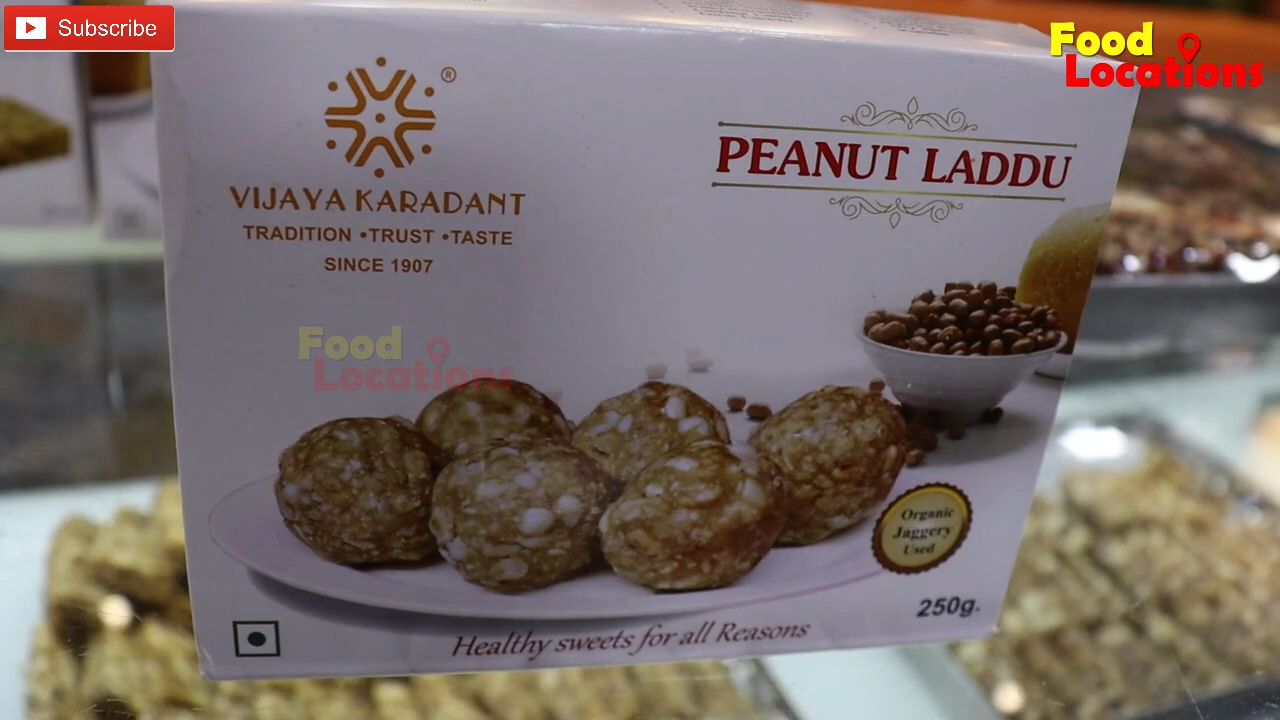 Subscribe
Food
Locations
®
VIJAYA KARADANT
TRADITION •TRUST •TASTE
SINCE 1907
PEANUT LADDU
Food
Locations
Organic
Jaggery
Used
250g.
Healthy sweets for all Reasons